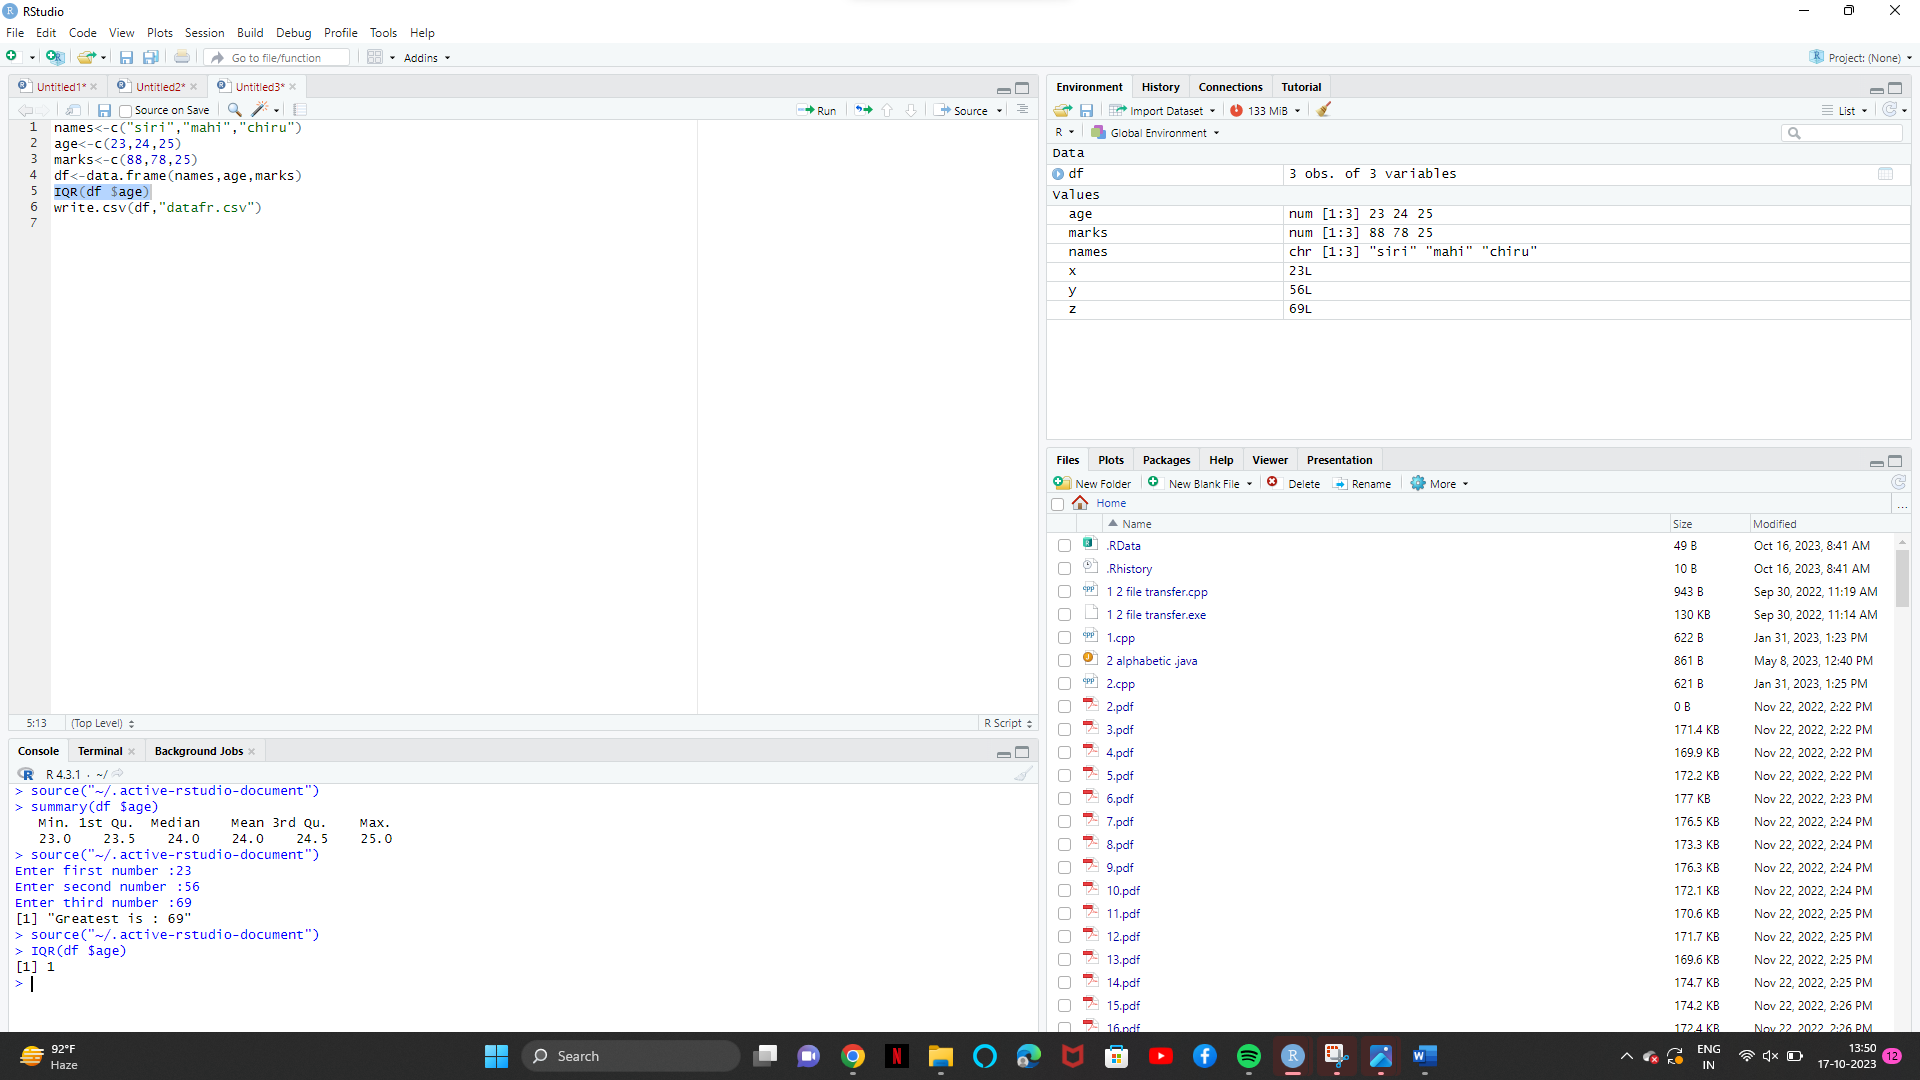 RStudio
File Edit Code View Plots Session Build Debug Profile Tools Help
Go to file/function Addins Project: (None)
Untitled1* Untitled2* Untitled3*
Source on Save Run Source
1 names<-c("siri","mahi","chiru")
2 age<-c(23,24,25)
3 marks<-c(88,78,25)
4 df<-data.frame(names,age,marks)
5 IQR(df $age)
6 write.csv(df,"datafr.csv")
7
5:13 (Top Level) R Script
Console Terminal Background Jobs
R 4.3.1 · ~/
> source("~/.active-rstudio-document")
> summary(df $age)
Min. 1st Qu. Median Mean 3rd Qu. Max.
23.0 23.5 24.0 24.0 24.5 25.0
> source("~/.active-rstudio-document")
Enter first number :23
Enter second number :56
Enter third number :69
[1] "Greatest is : 69"
> source("~/.active-rstudio-document")
> IQR(df $age)
[1] 1
>
Environment History Connections Tutorial
Import Dataset 133 MiB List
R Global Environment
Data
df 3 obs. of 3 variables
Values
age num [1:3] 23 24 25
marks num [1:3] 88 78 25
names chr [1:3] "siri" "mahi" "chiru"
x 23L
y 56L
z 69L
Files Plots Packages Help Viewer Presentation
New Folder New Blank File Delete Rename More
Home ...
Name Size Modified
.RData 49 B Oct 16, 2023, 8:41 AM
.Rhistory 10 B Oct 16, 2023, 8:41 AM
1 2 file transfer.cpp 943 B Sep 30, 2022, 11:19 AM
1 2 file transfer.exe 130 KB Sep 30, 2022, 11:14 AM
1.cpp 622 B Jan 31, 2023, 1:23 PM
2 alphabetic .java 861 B May 8, 2023, 12:40 PM
2.cpp 621 B Jan 31, 2023, 1:25 PM
2.pdf 0 B Nov 22, 2022, 2:22 PM
3.pdf 171.4 KB Nov 22, 2022, 2:22 PM
4.pdf 169.9 KB Nov 22, 2022, 2:22 PM
5.pdf 172.2 KB Nov 22, 2022, 2:22 PM
6.pdf 177 KB Nov 22, 2022, 2:23 PM
7.pdf 176.5 KB Nov 22, 2022, 2:24 PM
8.pdf 173.3 KB Nov 22, 2022, 2:24 PM
9.pdf 176.3 KB Nov 22, 2022, 2:24 PM
10.pdf 172.1 KB Nov 22, 2022, 2:24 PM
11.pdf 170.6 KB Nov 22, 2022, 2:25 PM
12.pdf 171.7 KB Nov 22, 2022, 2:25 PM
13.pdf 169.6 KB Nov 22, 2022, 2:25 PM
14.pdf 174.7 KB Nov 22, 2022, 2:25 PM
15.pdf 174.2 KB Nov 22, 2022, 2:26 PM
16.pdf 172.4 KB Nov 22, 2022, 2:26 PM
92°F
Haze
Search
ENG
IN
13:50
17-10-2023
12